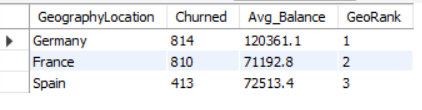 GeographyLocation Churned Avg_Balance GeoRank
Germany 814 120361.1 1
France 810 71192.8 2
Spain 413 72513.4 3